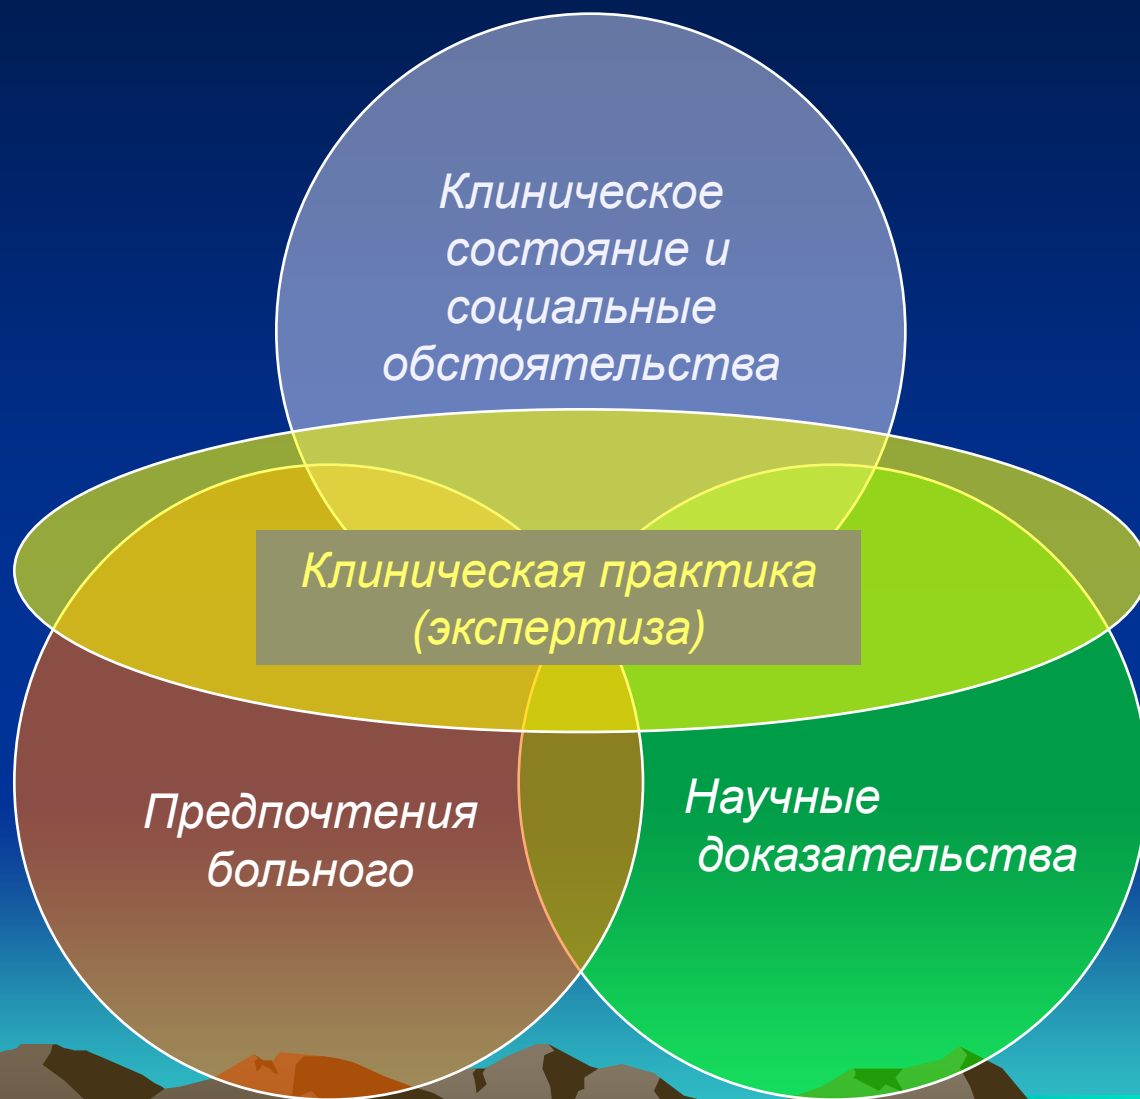 Клиническое
состояние и
социальные
обстоятельства
Клиническая практика
(экспертиза)
Предпочтения
больного
Научные
доказательства